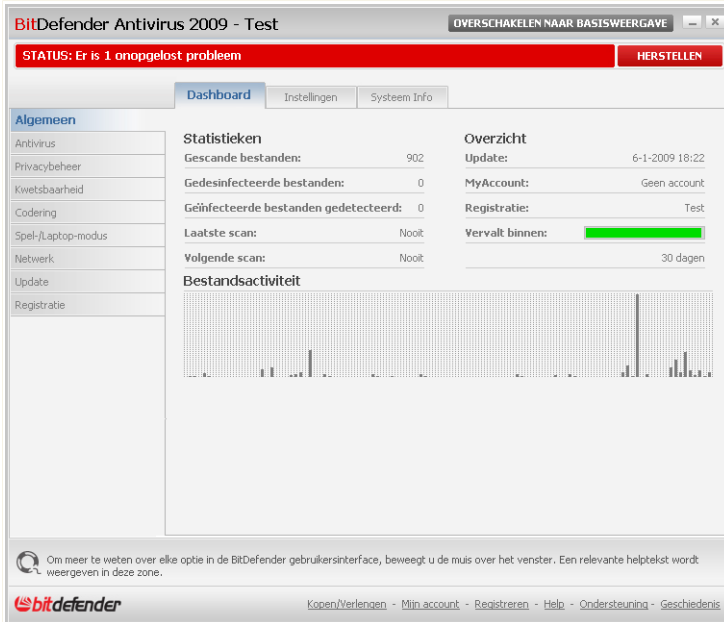 BitDefender Antivirus 2009 - Test
OVERSCHAKELEN NAAR BASISWEERGAVE
STATUS: Er is 1 onopgelost probleem
HERSTELLEN
Dashboard
Instellingen
Systeem Info
Algemeen
Antivirus
Privacybeheer
Kwetsbaarheid
Codering
Spel-/Laptop-modus
Netwerk
Update
Registratie
Statistieken
Gescande bestanden: 902
Gedesinfecteerde bestanden: 0
Geïnfecteerde bestanden gedetecteerd: 0
Laatste scan: Nooit
Volgende scan: Nooit
Overzicht
Update: 6-1-2009 18:22
MyAccount: Geen account
Registratie: Test
Vervalt binnen:
30 dagen
Bestandsactiviteit
Om meer te weten over elke optie in de BitDefender gebruikersinterface, beweegt u de muis over het venster. Een relevante helptekst wordt
weergeven in deze zone.
bitdefender
Kopen/Verlengen - Mijn account - Registreren - Help - Ondersteuning - Geschiedenis